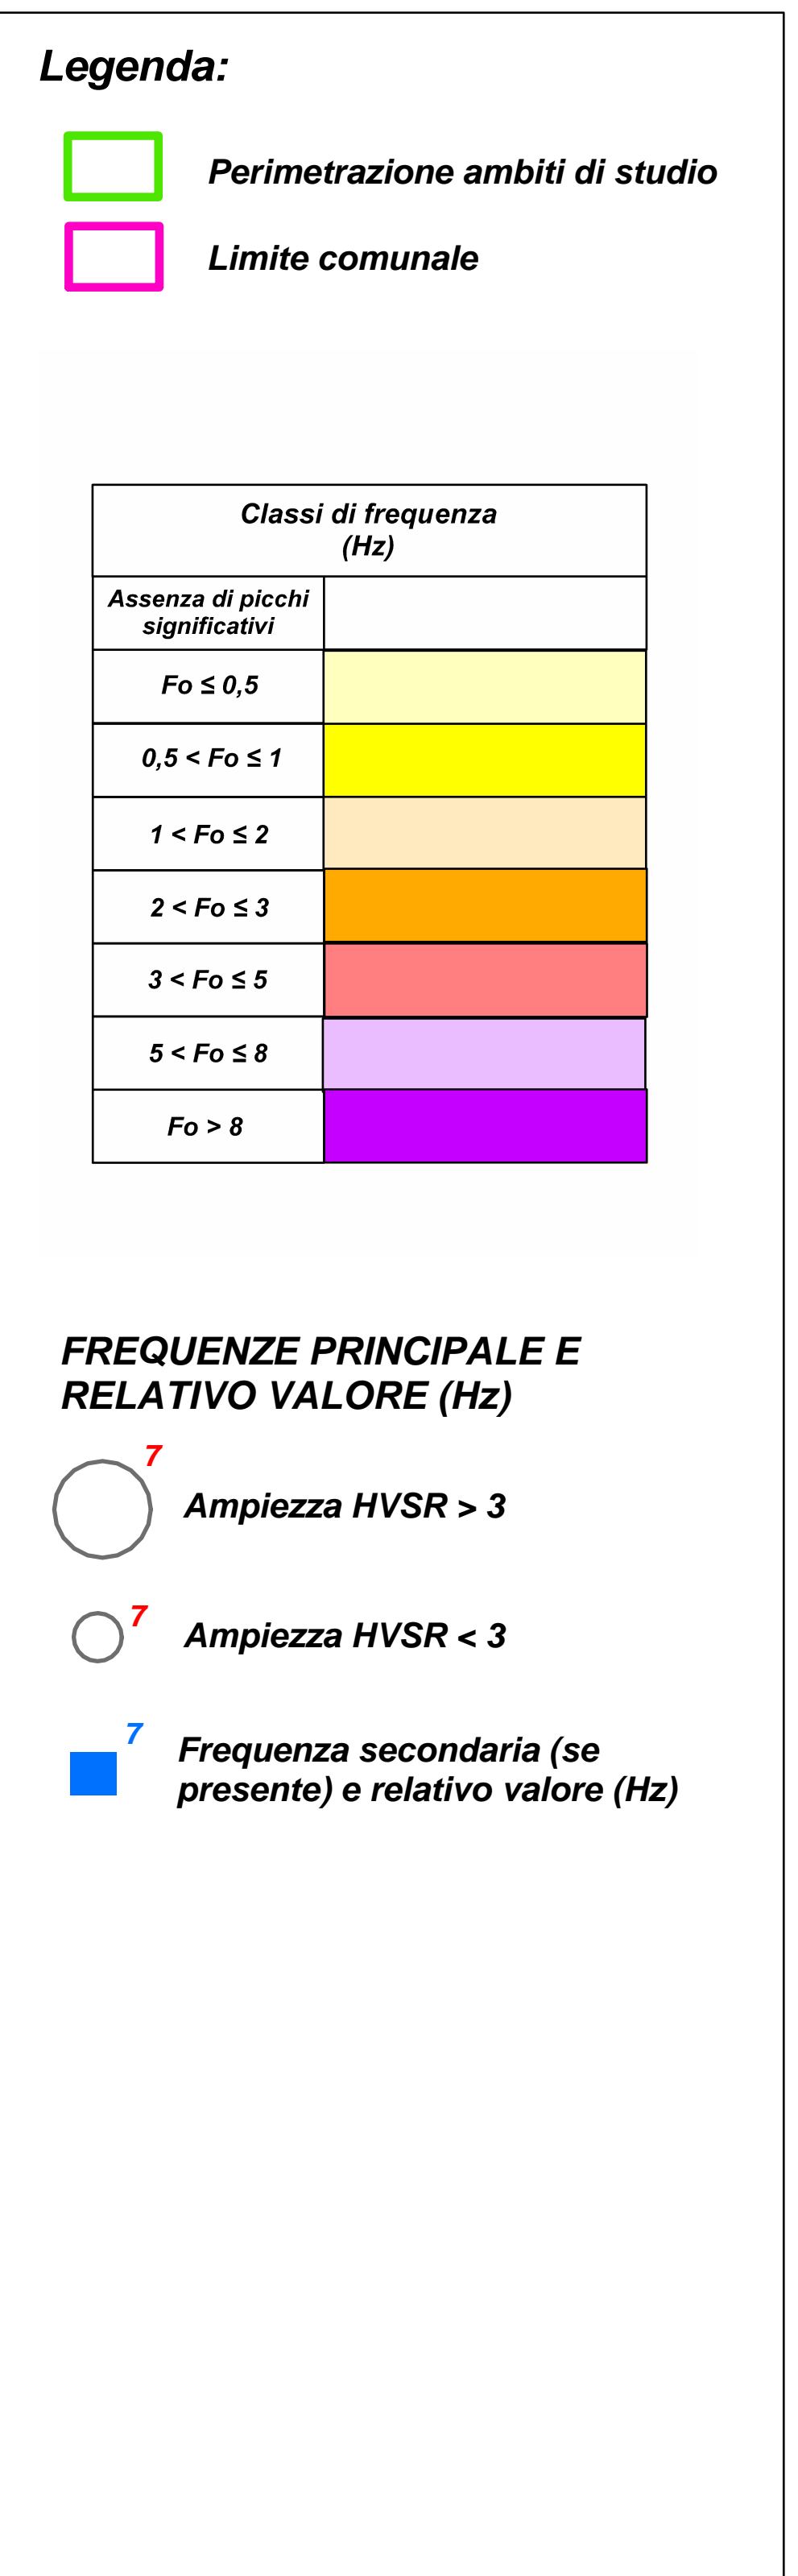 Legenda:
Perimetrazione ambiti di studio
Limite comunale
Classi di frequenza
(Hz)
Assenza di picchi
significativi
Fo ≤ 0,5
0,5 < Fo ≤ 1
1 < Fo ≤ 2
2 < Fo ≤ 3
3 < Fo ≤ 5
5 < Fo ≤ 8
Fo > 8
FREQUENZE PRINCIPALE E
RELATIVO VALORE (Hz)
7
Ampiezza HVSR > 3
7
Ampiezza HVSR < 3
7
Frequenza secondaria (se
presente) e relativo valore (Hz)